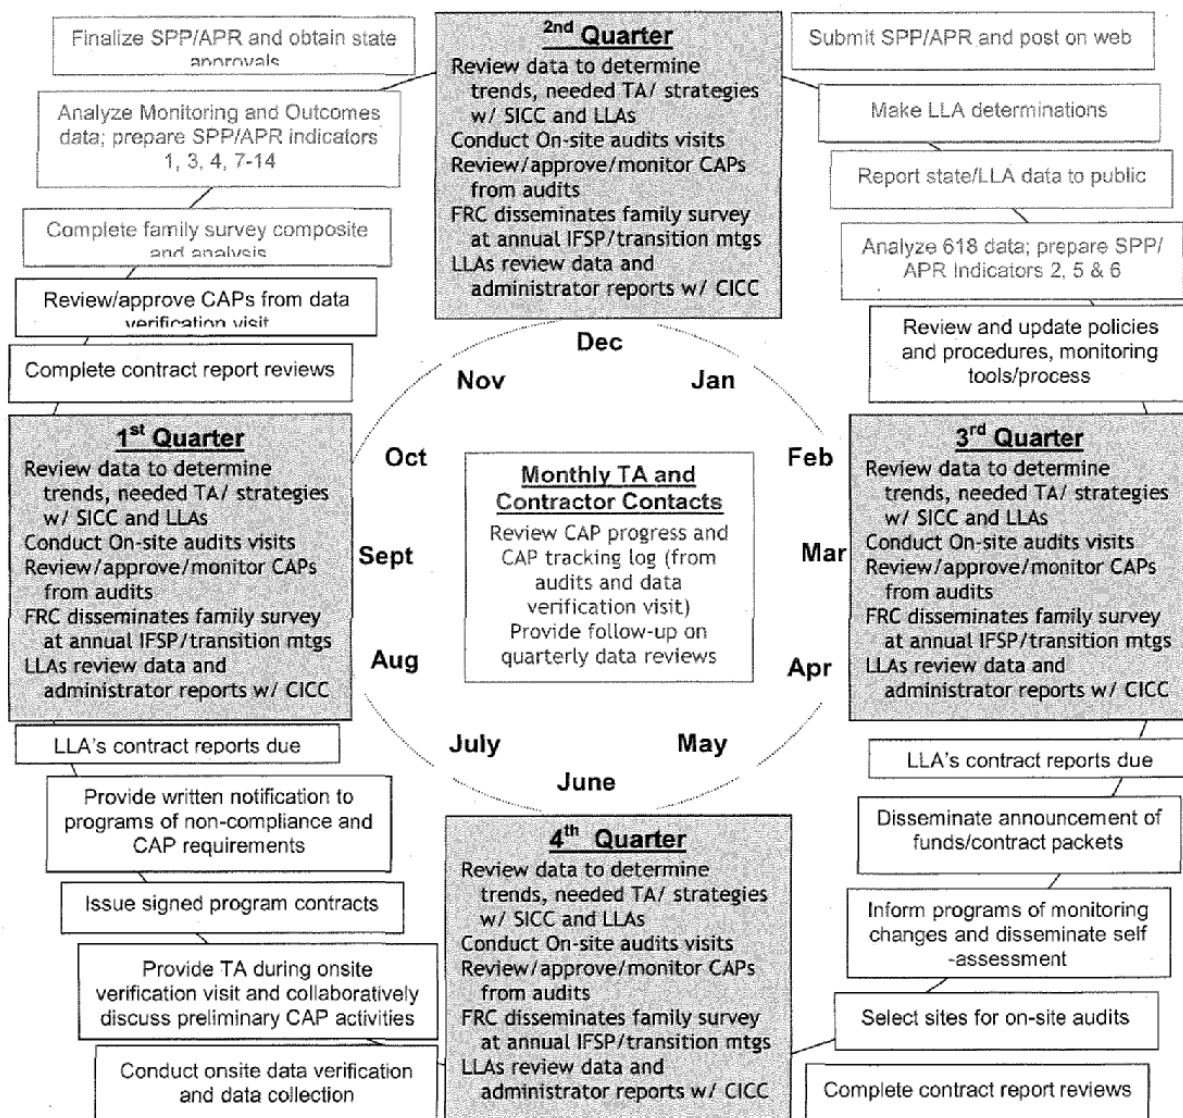 Finalize SPP/APR and obtain state
approvals
Analyze Monitoring and Outcomes
data; prepare SPP/APR indicators
1, 3, 4, 7-14
Complete family survey composite
and analysis
Review/approve CAPs from data
verification visit
Complete contract report reviews
2nd Quarter
Review data to determine
trends, needed TA/ strategies
w/ SICC and LLAs
Conduct On-site audits visits
Review/approve/monitor CAPs
from audits
FRC disseminates family survey
at annual IFSP/transition mtgs
LLAs review data and
administrator reports w/ CICC
Submit SPP/APR and post on web
Make LLA determinations
Report state/LLA data to public
Analyze 618 data; prepare SPP/
APR Indicators 2, 5 & 6
Review and update policies
and procedures, monitoring
tools/process
1st Quarter
Review data to determine
trends, needed TA/ strategies
w/ SICC and LLAs
Conduct On-site audits visits
Review/approve/monitor CAPs
from audits
FRC disseminates family survey
at annual IFSP/transition mtgs
LLAs review data and
administrator reports w/ CICC
Dec
Nov
Jan
Oct
Feb
Sept
Mar
Aug
Apr
July
May
June
Monthly TA and
Contractor Contacts
Review CAP progress and
CAP tracking log (from
audits and data
verification visit)
Provide follow-up on
quarterly data reviews
3rd Quarter
Review data to determine
trends, needed TA/ strategies
w/ SICC and LLAs
Conduct On-site audits visits
Review/approve/monitor CAPs
from audits
FRC disseminates family survey
at annual IFSP/transition mtgs
LLAs review data and
administrator reports w/ CICC
LLA's contract reports due
Provide written notification to
programs of non-compliance and
CAP requirements
Issue signed program contracts
Provide TA during onsite
verification visit and collaboratively
discuss preliminary CAP activities
Conduct onsite data verification
and data collection
4th Quarter
Review data to determine
trends, needed TA/ strategies
w/ SICC and LLAs
Conduct On-site audits visits
Review/approve/monitor CAPs
from audits
FRC disseminates family survey
at annual IFSP/transition mtgs
LLAs review data and
administrator reports w/ CICC
LLA's contract reports due
Disseminate announcement of
funds/contract packets
Inform programs of monitoring
changes and disseminate self
-assessment
Select sites for on-site audits
Complete contract report reviews